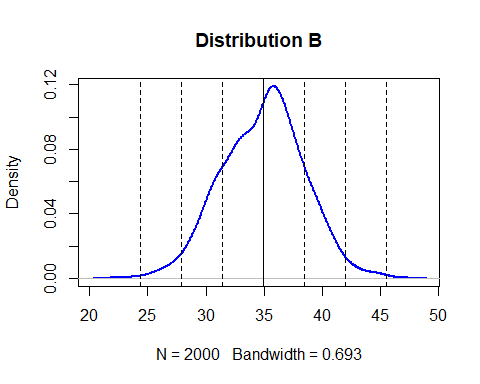 Distribution B
Density
0.00 0.04 0.08 0.12
20 25 30 35 40 45 50
N = 2000 Bandwidth = 0.693